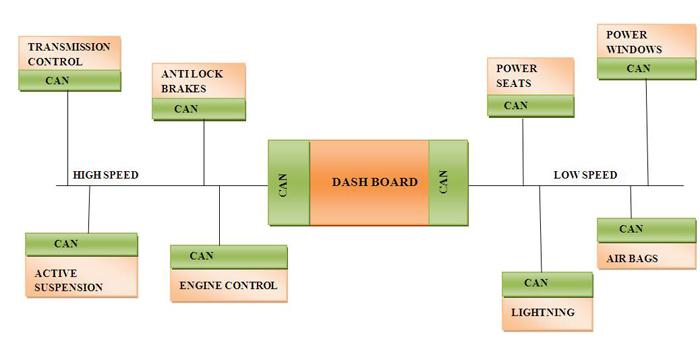 TRANSMISSION
CONTROL
CAN
ANTI LOCK
BRAKES
CAN
POWER
SEATS
CAN
POWER
WINDOWS
CAN
HIGH SPEED
CAN
DASH BOARD
CAN
LOW SPEED
CAN
ACTIVE
SUSPENSION
CAN
ENGINE CONTROL
CAN
LIGHTNING
CAN
AIR BAGS